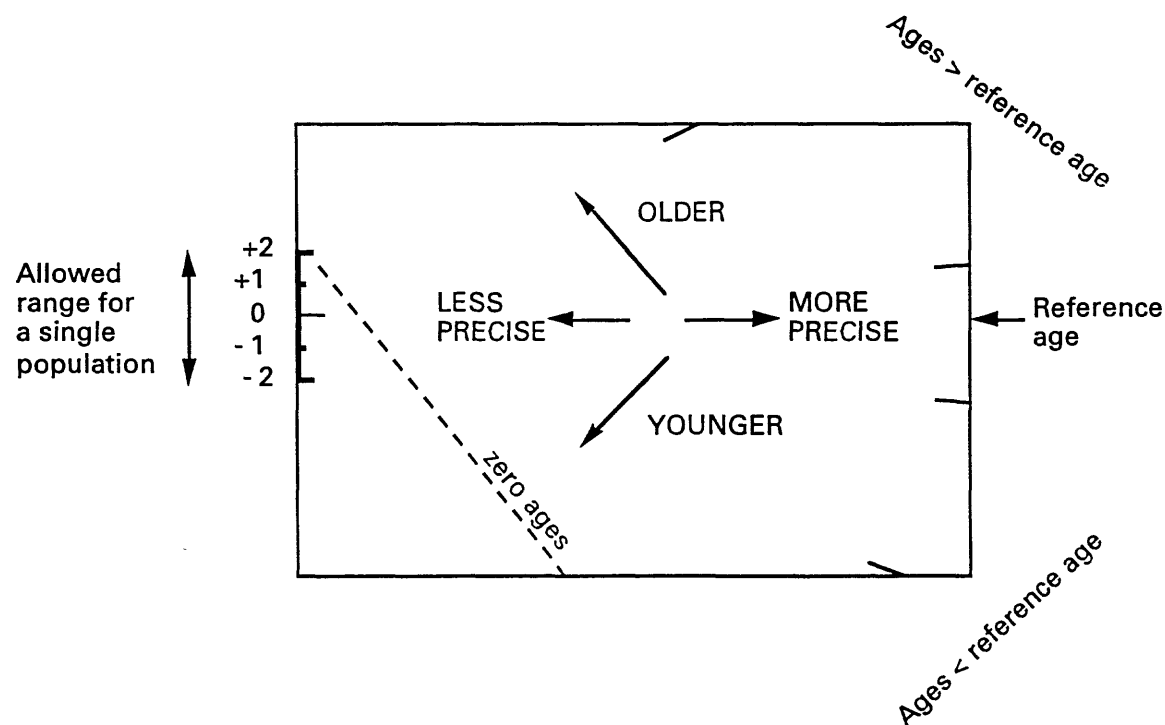 Ages > reference age
OLDER
Allowed
range for
a single
population
+2
+1
0
- 1
- 2
LESS
PRECISE
MORE
PRECISE
Reference
age
YOUNGER
zero ages
Ages < reference age